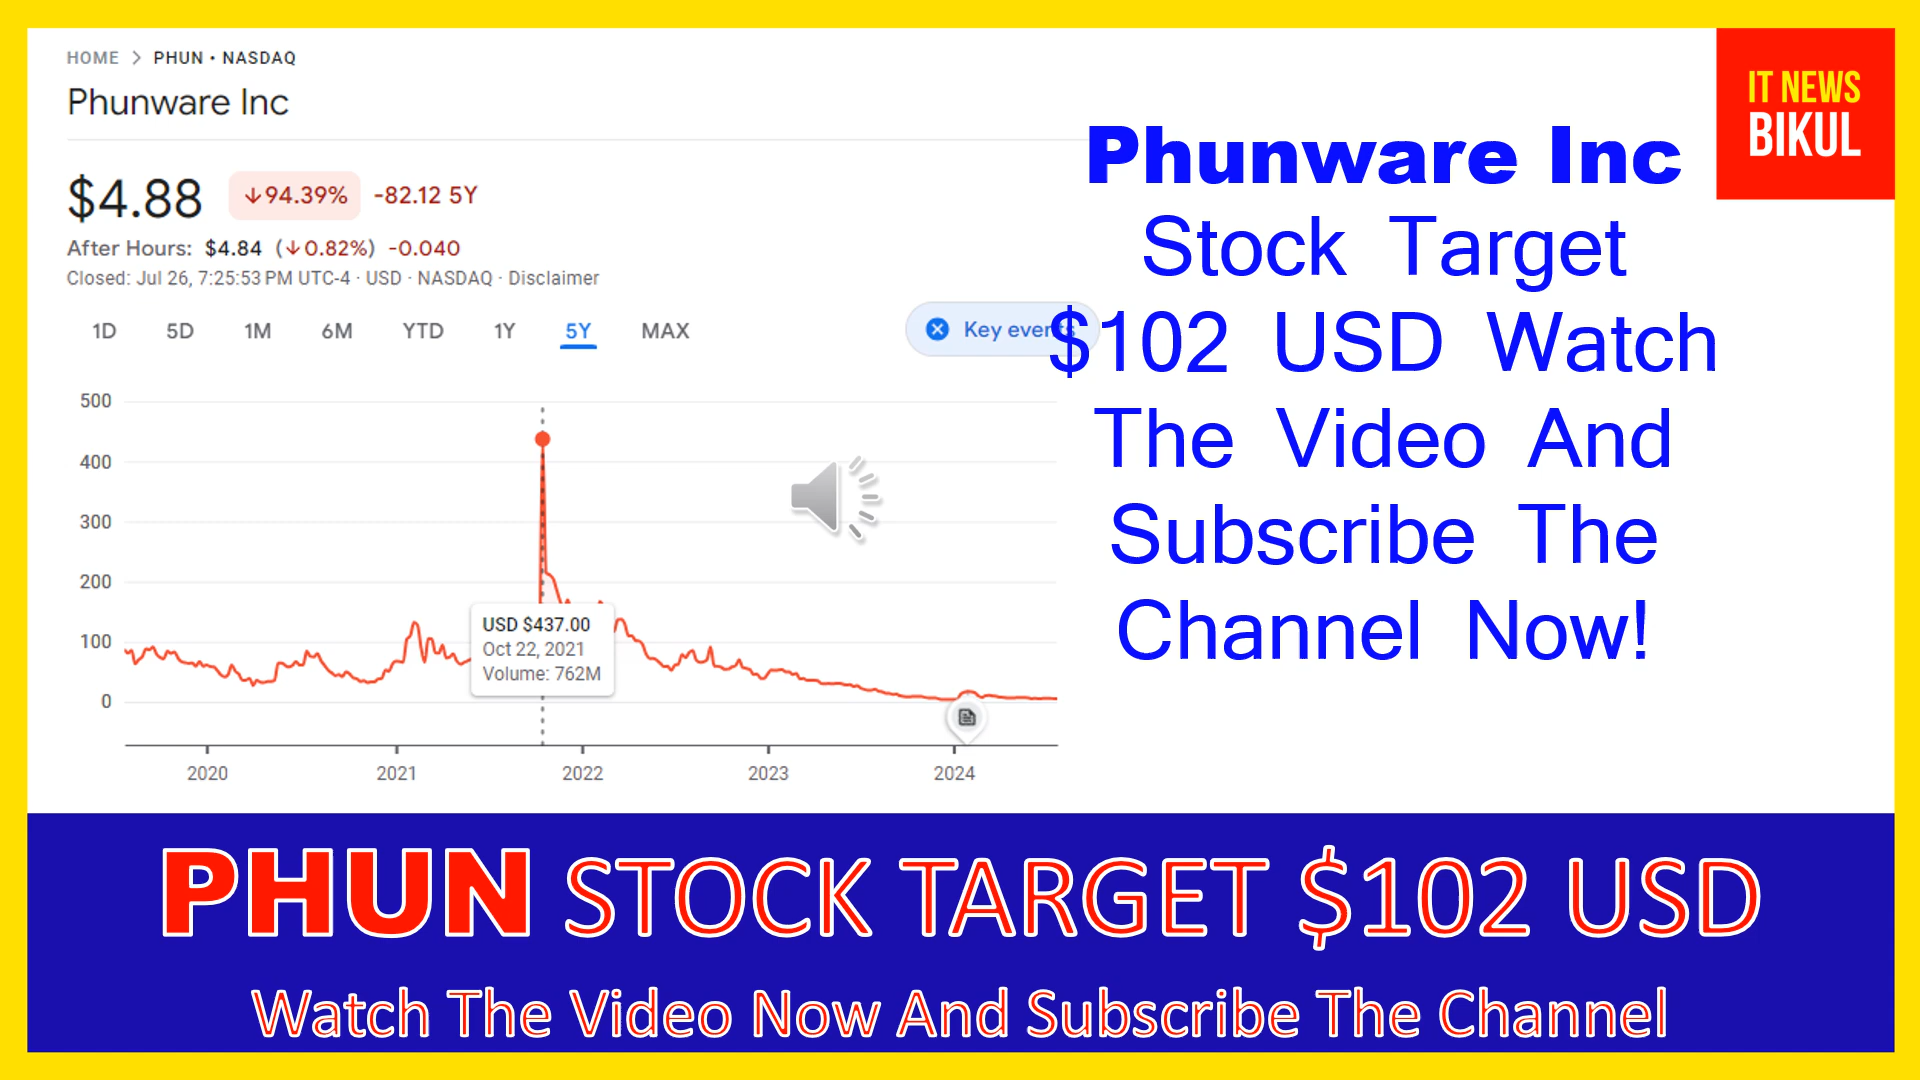 HOME > PHUN • NASDAQ
Phunware Inc
$4.88 ↓94.39% -82.12 5Y
After Hours: $4.84 (↓0.82%) -0.040
Closed: Jul 26, 7:25:53 PM UTC-4 · USD · NASDAQ · Disclaimer
1D 5D 1M 6M YTD 1Y 5Y MAX
Key events
500
400
300
200
100
0
USD $437.00
Oct 22, 2021
Volume: 762M
2020 2021 2022 2023 2024
Phunware Inc
Stock Target
$102 USD Watch
The Video And
Subscribe The
Channel Now!
IT NEWS
BIKUL
PHUN STOCK TARGET $102 USD
Watch The Video Now And Subscribe The Channel